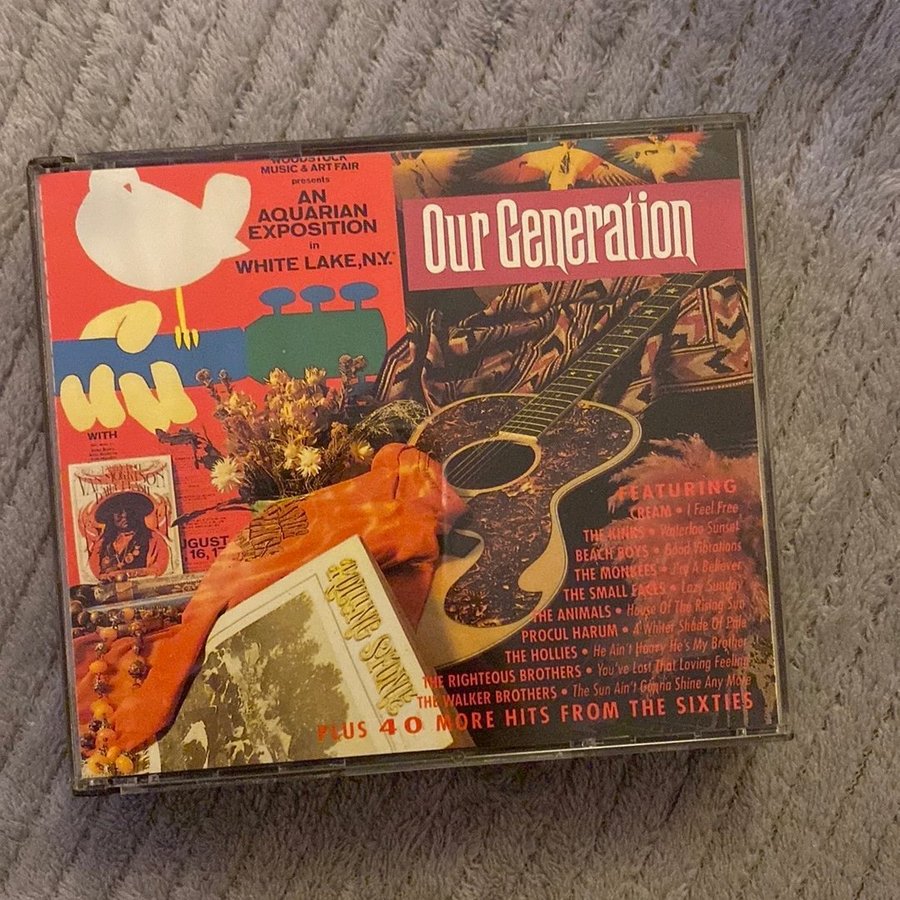 WOODSTOCK
MUSIC & ART FAIR
presents
AN
AQUARIAN
EXPOSITION
in
WHITE LAKE, N.Y.
WITH
Our Generation
ROLLING STONE
FEATURING
CREAM • I Feel Free
THE KINKS • Waterloo Sunset
BEACH BOYS • Good Vibrations
THE MONKEES • I'm A Believer
THE SMALL FACES • Lazy Sunday
THE ANIMALS • House Of The Rising Sun
PROCUL HARUM • A Whiter Shade Of Pale
THE HOLLIES • He Ain't Heavy He's My Brother
THE RIGHTEOUS BROTHERS • You've Lost That Loving Feeling
THE WALKER BROTHERS • The Sun Ain't Gonna Shine Any More
PLUS 40 MORE HITS FROM THE SIXTIES